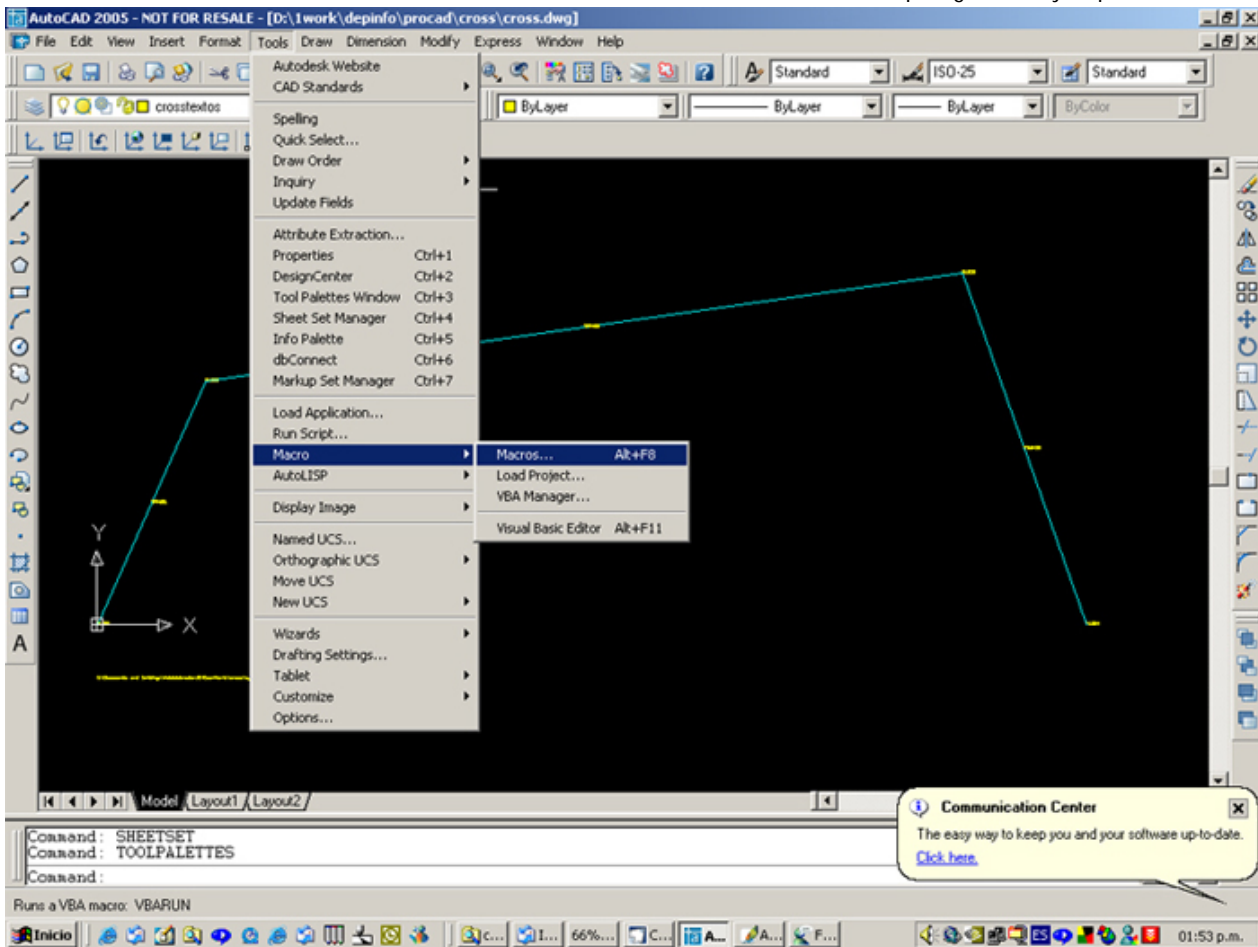 AutoCAD 2005 - NOT FOR RESALE - [D:\1work\depinfo\procad\cross\cross.dwg]
File Edit View Insert Format Tools Draw Dimension Modify Express Window Help
Standard ISO-25 Standard
crosstextos ByLayer ByLayer ByLayer ByColor
Autodesk Website
CAD Standards
Spelling
Quick Select...
Draw Order
Inquiry
Update Fields
Attribute Extraction...
Properties Ctrl+1
DesignCenter Ctrl+2
Tool Palettes Window Ctrl+3
Sheet Set Manager Ctrl+4
Info Palette Ctrl+5
dbConnect Ctrl+6
Markup Set Manager Ctrl+7
Load Application...
Run Script...
Macro
AutoLISP
Display Image
Named UCS...
Orthographic UCS
Move UCS
New UCS
Wizards
Drafting Settings...
Tablet
Customize
Options...
Macros... Alt+F8
Load Project...
VBA Manager...
Visual Basic Editor Alt+F11
Y
X
A
Model Layout1 Layout2
Communication Center
The easy way to keep you and your software up-to-date.
Click here.
Command: SHEETSET
Command: TOOLPALETTES
Command:
Runs a VBA macro: VBARUN
Inicio c... I... 66%... C... A... A... F... ES 01:53 p.m.